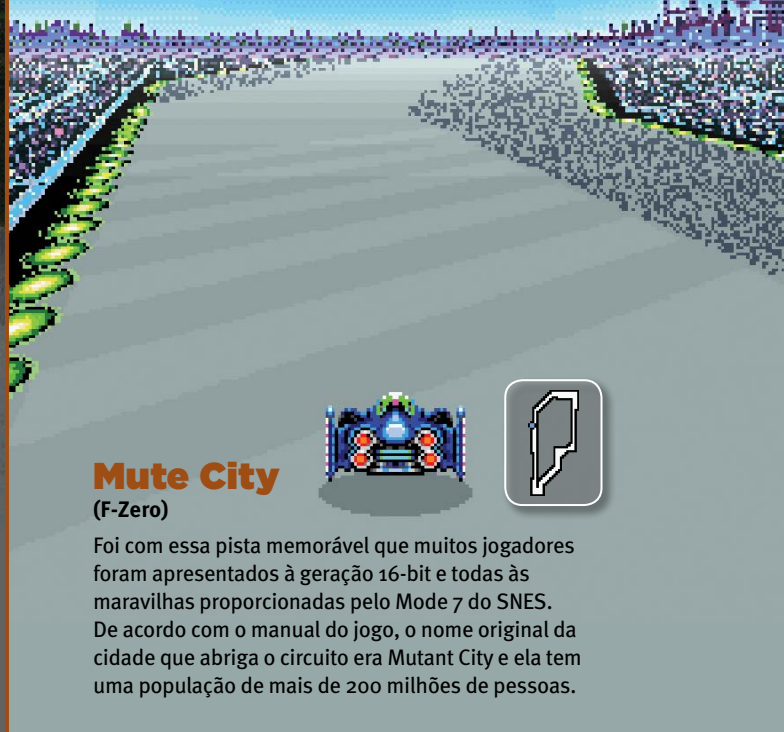 Mute City
(F-Zero)
Foi com essa pista memorável que muitos jogadores
foram apresentados à geração 16-bit e todas às
maravilhas proporcionadas pelo Mode 7 do SNES.
De acordo com o manual do jogo, o nome original da
cidade que abriga o circuito era Mutant City e ela tem
uma população de mais de 200 milhões de pessoas.